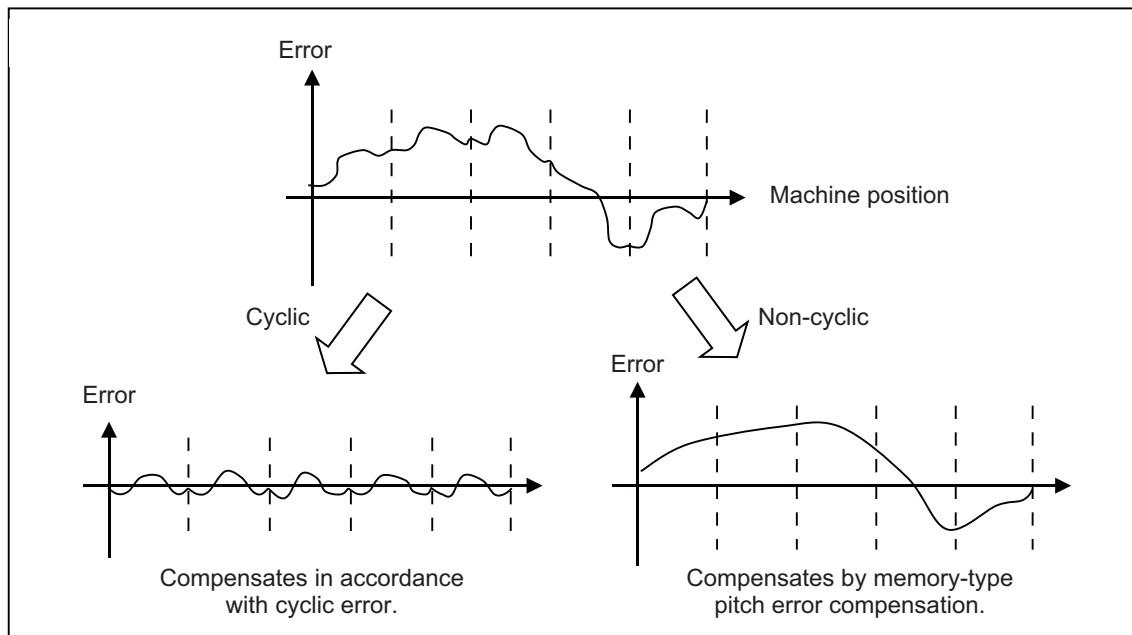 Error
Machine position
Cyclic
Non-cyclic
Error
Error
Compensates in accordance
with cyclic error.
Compensates by memory-type
pitch error compensation.